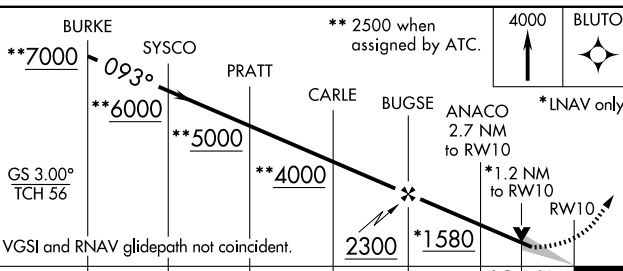 BURKE
** 2500 when
assigned by ATC.
4000
BLUTO
**7000
093°
SYSCO
**6000
PRATT
**5000
CARLE
**4000
BUGSE
ANACO
2.7 NM
to RW10
*LNAV only
*1.2 NM
to RW10
RW10
GS 3.00°
TCH 56
2300
*1580
VGSI and RNAV glidepath not coincident.